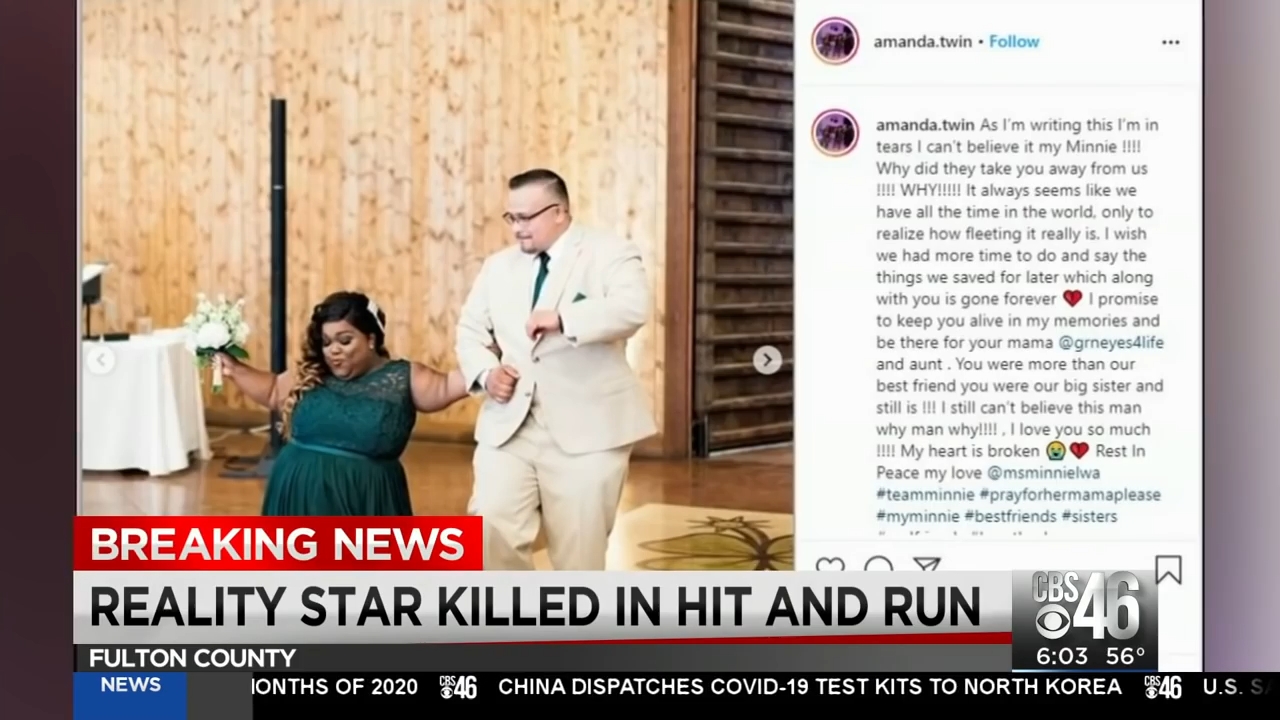 amanda.twin • Follow
amanda.twin As I'm writing this I'm in
tears I can't believe it my Minnie !!!!
Why did they take you away from us
!!!! WHY!!!!! It always seems like we
have all the time in the world, only to
realize how fleeting it really is. I wish
we had more time to do and say the
things we saved for later which along
with you is gone forever 💔 I promise
to keep you alive in my memories and
be there for your mama @grneyes4life
and aunt . You were more than our
best friend you were our big sister and
still is !!! I still can't believe this man
why man why!!!! , I love you so much
!!!! My heart is broken 😭💔 Rest In
Peace my love @msminnielwa
#teamminnie #prayforhermamaplease
#myminnie #bestfriends #sisters
BREAKING NEWS
REALITY STAR KILLED IN HIT AND RUN
CBS 46
FULTON COUNTY
6:03 56°
NEWS
ONTHS OF 2020 CBS 46 CHINA DISPATCHES COVID-19 TEST KITS TO NORTH KOREA CBS 46 U.S.